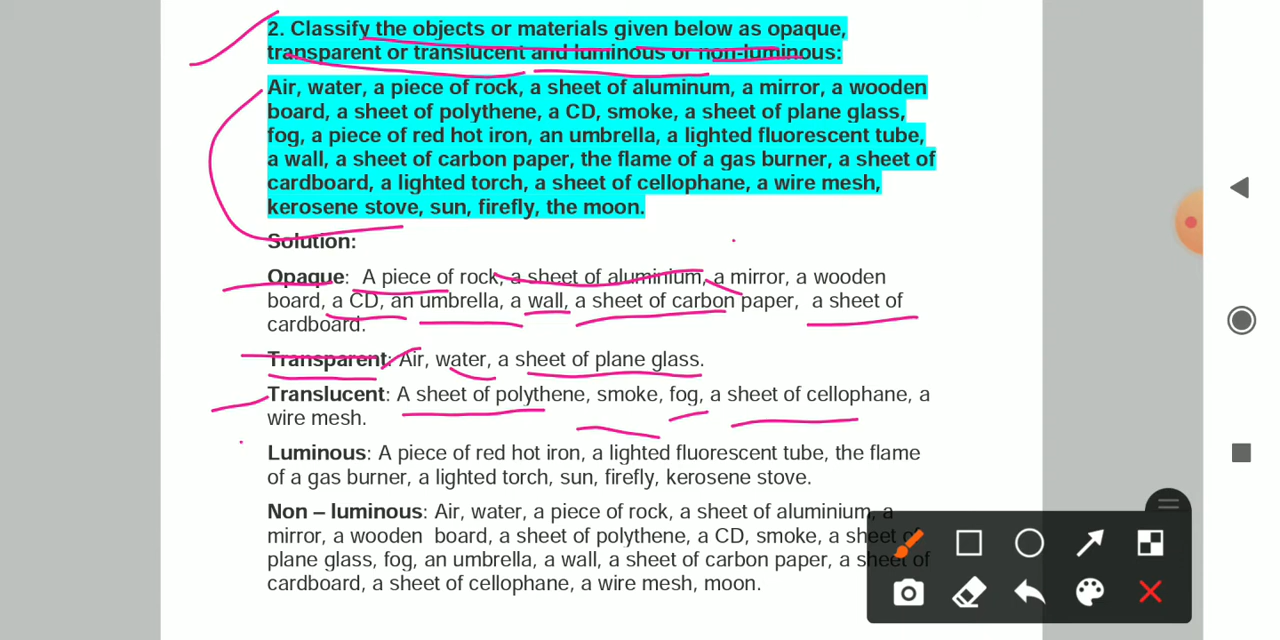 2. Classify the objects or materials given below as opaque,
transparent or translucent and luminous or non-luminous:
Air, water, a piece of rock, a sheet of aluminum, a mirror, a wooden
board, a sheet of polythene, a CD, smoke, a sheet of plane glass,
fog, a piece of red hot iron, an umbrella, a lighted fluorescent tube,
a wall, a sheet of carbon paper, the flame of a gas burner, a sheet of
cardboard, a lighted torch, a sheet of cellophane, a wire mesh,
kerosene stove, sun, firefly, the moon.
Solution:
Opaque: A piece of rock, a sheet of aluminium, a mirror, a wooden
board, a CD, an umbrella, a wall, a sheet of carbon paper, a sheet of
cardboard.
Transparent: Air, water, a sheet of plane glass.
Translucent: A sheet of polythene, smoke, fog, a sheet of cellophane, a
wire mesh.
Luminous: A piece of red hot iron, a lighted fluorescent tube, the flame
of a gas burner, a lighted torch, sun, firefly, kerosene stove.
Non – luminous: Air, water, a piece of rock, a sheet of aluminium, a
mirror, a wooden board, a sheet of polythene, a CD, smoke, a sheet of
plane glass, fog, an umbrella, a wall, a sheet of carbon paper, a sheet of
cardboard, a sheet of cellophane, a wire mesh, moon.